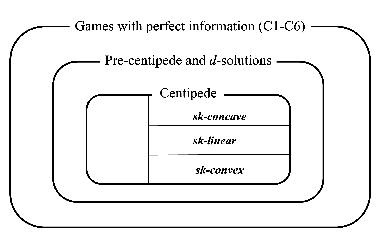 Games with perfect information (C1-C6)
Pre-centipede and d-solutions
Centipede
sk-concave
sk-linear
sk-convex